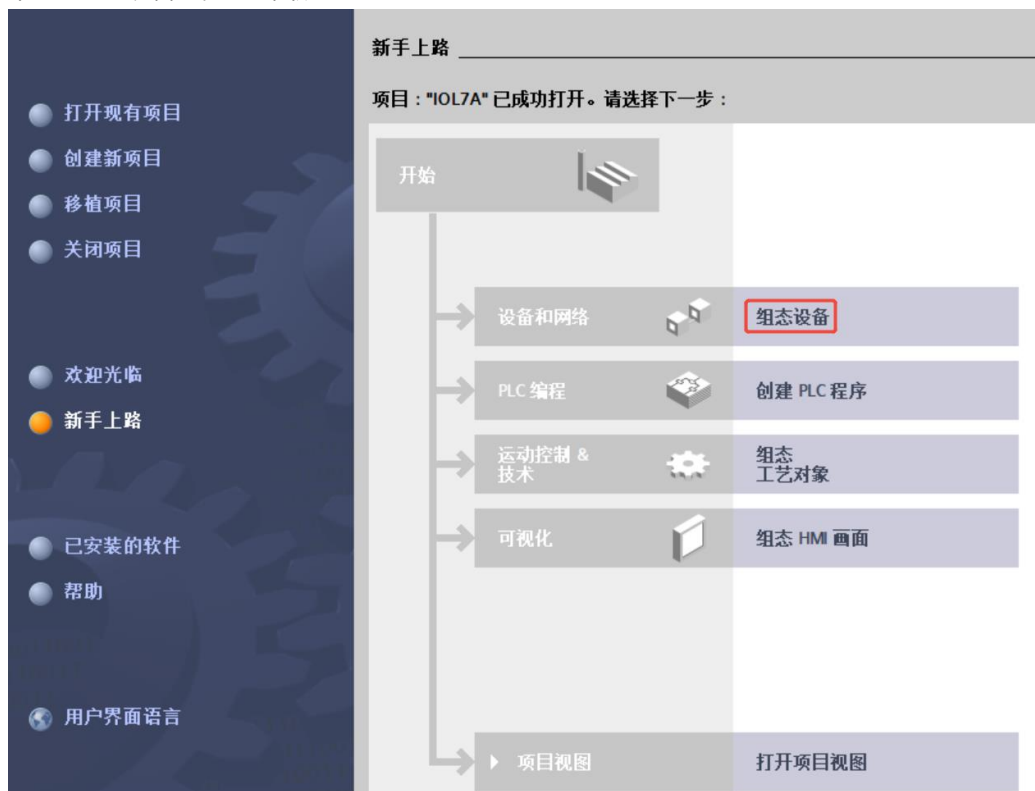 打开现有项目
创建新项目
移植项目
关闭项目
欢迎光临
新手上路
已安装的软件
帮助
用户界面语言
新手上路
项目："IOL7A" 已成功打开。请选择下一步：
开始
设备和网络
组态设备
PLC 编程
创建 PLC 程序
运动控制 &
技术
组态
工艺对象
可视化
组态 HMI 画面
项目视图
打开项目视图